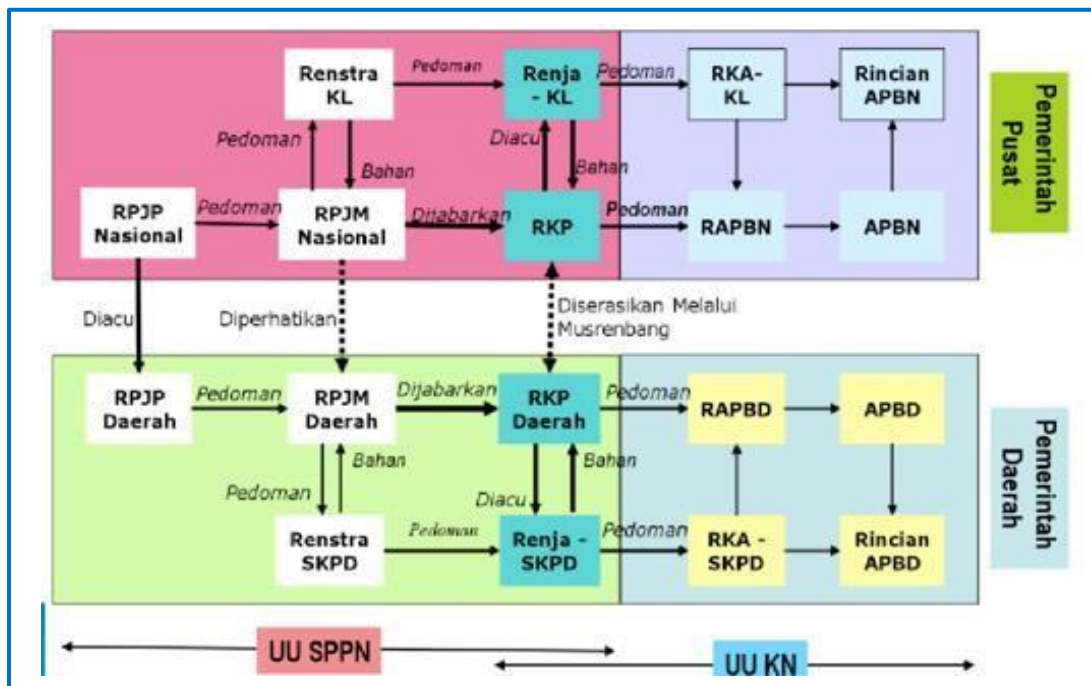 Renstra
KL
Pedoman
Renja
- KL
Pedoman
RKA-
KL
Rincian
APBN
Pedoman
Bahan
Diacu
Bahan
RPJP
Nasional
Pedoman
RPJM
Nasional
Dijabarkan
RKP
Pedoman
RAPBN
APBN
Pemerintah
Pusat
Diacu
Diperhatikan
Diserasikan Melalui
Musrenbang
RPJP
Daerah
Pedoman
RPJM
Daerah
Dijabarkan
RKP
Daerah
Pedoman
RAPBD
APBD
Pedoman
Bahan
Diacu
Bahan
Renstra
SKPD
Pedoman
Renja -
SKPD
Pedoman
RKA -
SKPD
Rincian
APBD
Pemerintah
Daerah
UU SPPN
UU KN